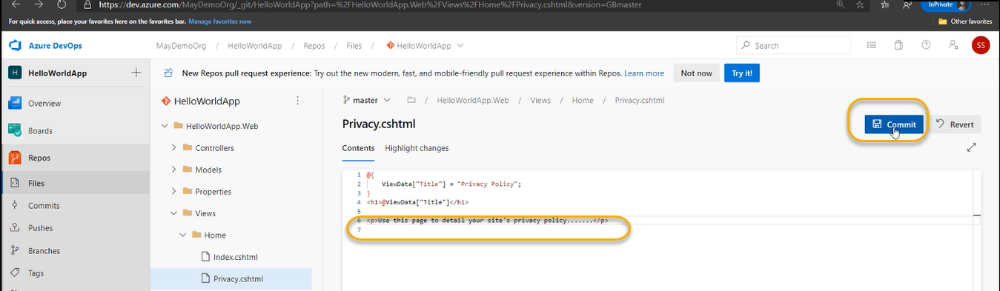 https://dev.azure.com/MayDemoOrg/_git/HelloWorldApp?path=%2FHelloWorldApp.Web%2FViews%2FHome%2FPrivacy.cshtml&version=GBmaster
InPrivate
For quick access, place your favorites here on the favorites bar. Manage favorites now
Other favorites
Azure DevOps
MayDemoOrg / HelloWorldApp / Repos / Files / HelloWorldApp
Search
SS
H HelloWorldApp
New Repos pull request experience: Try out the new modern, fast, and mobile-friendly pull request experience within Repos. Learn more
Not now
Try it!
Overview
Boards
Repos
Files
Commits
Pushes
Branches
Tags
HelloWorldApp
HelloWorldApp.Web
Controllers
Models
Properties
Views
Home
Index.cshtml
Privacy.cshtml
master / HelloWorldApp.Web / Views / Home / Privacy.cshtml
Privacy.cshtml
Commit
Revert
Contents Highlight changes
1 @{
2 ViewData["Title"] = "Privacy Policy";
3 }
4 <h1>@ViewData["Title"]</h1>
5
6 <p>Use this page to detail your site's privacy policy.......</p>
7